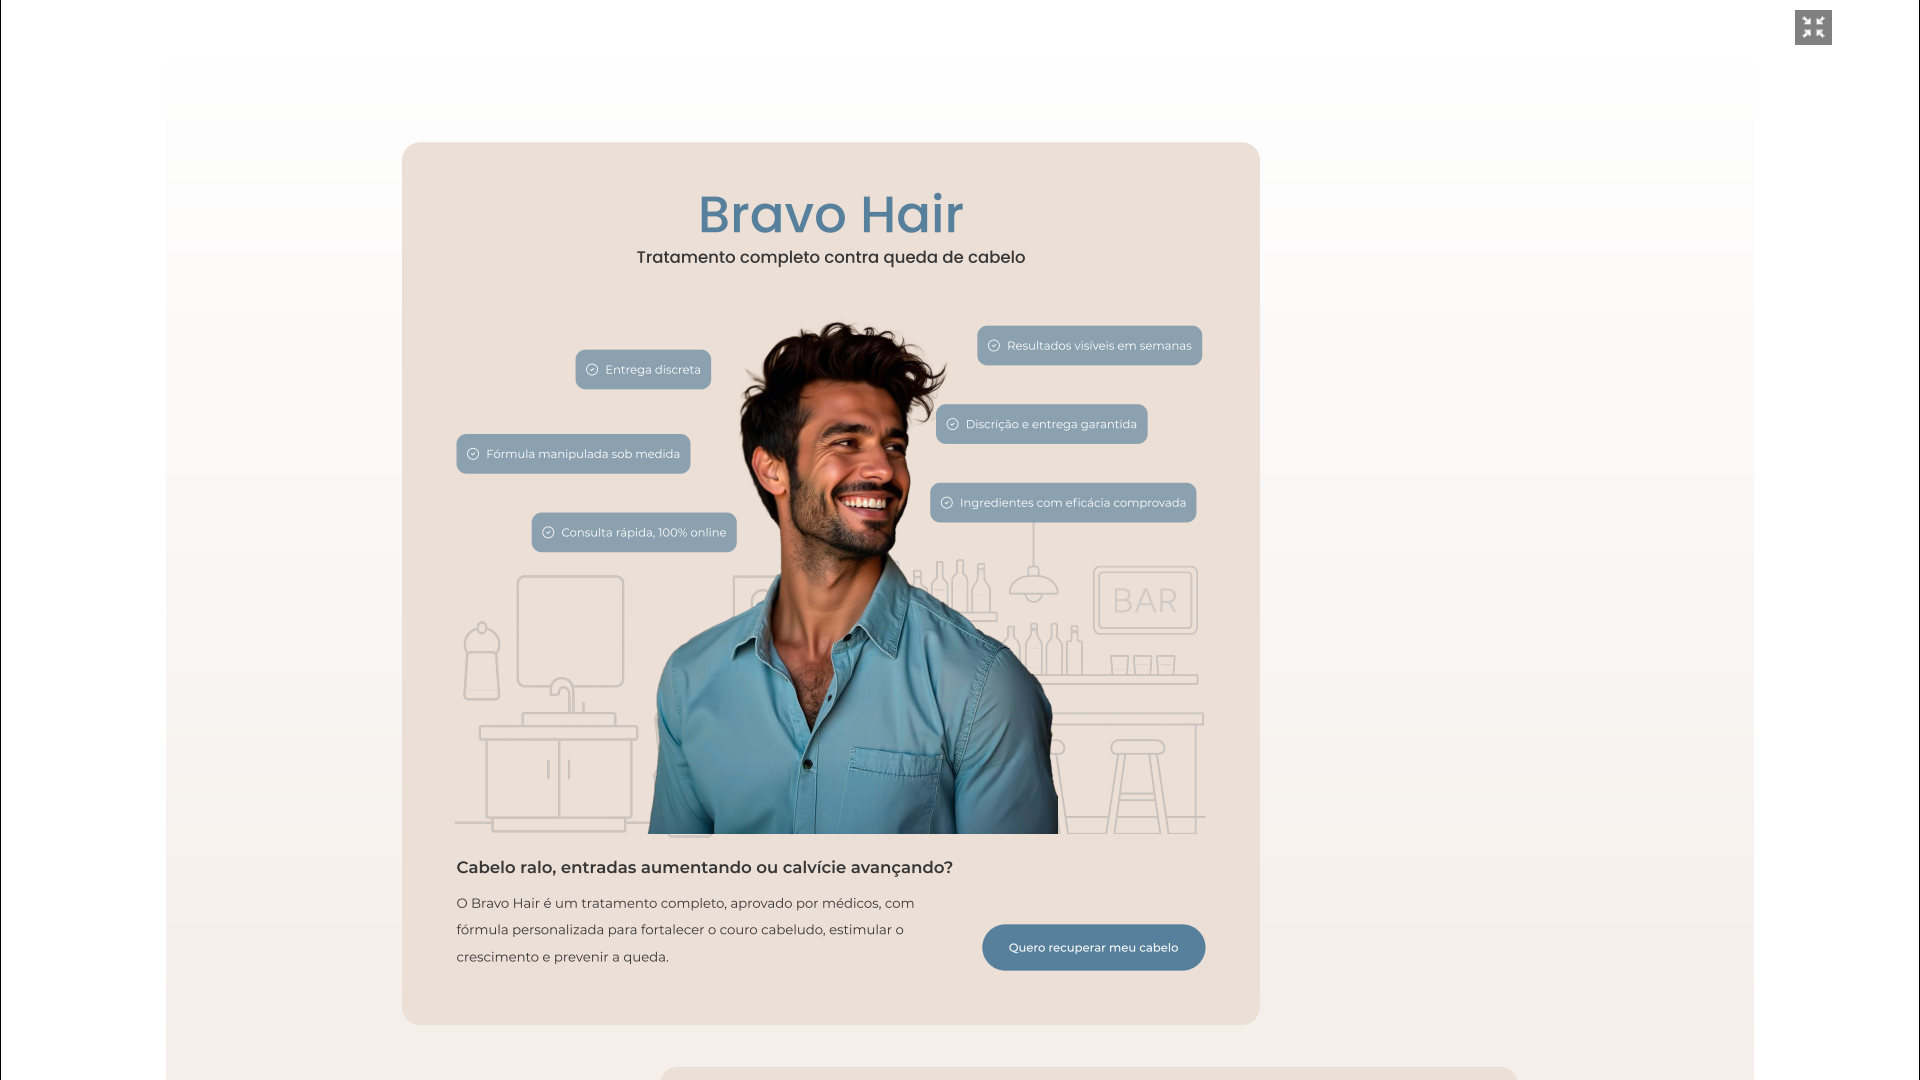 Bravo Hair
Tratamento completo contra queda de cabelo
Resultados visíveis em semanas
Entrega discreta
Discrição e entrega garantida
Fórmula manipulada sob medida
Ingredientes com eficácia comprovada
Consulta rápida, 100% online
BAR
Cabelo ralo, entradas aumentando ou calvície avançando?
O Bravo Hair é um tratamento completo, aprovado por médicos, com
fórmula personalizada para fortalecer o couro cabeludo, estimular o
crescimento e prevenir a queda.
Quero recuperar meu cabelo